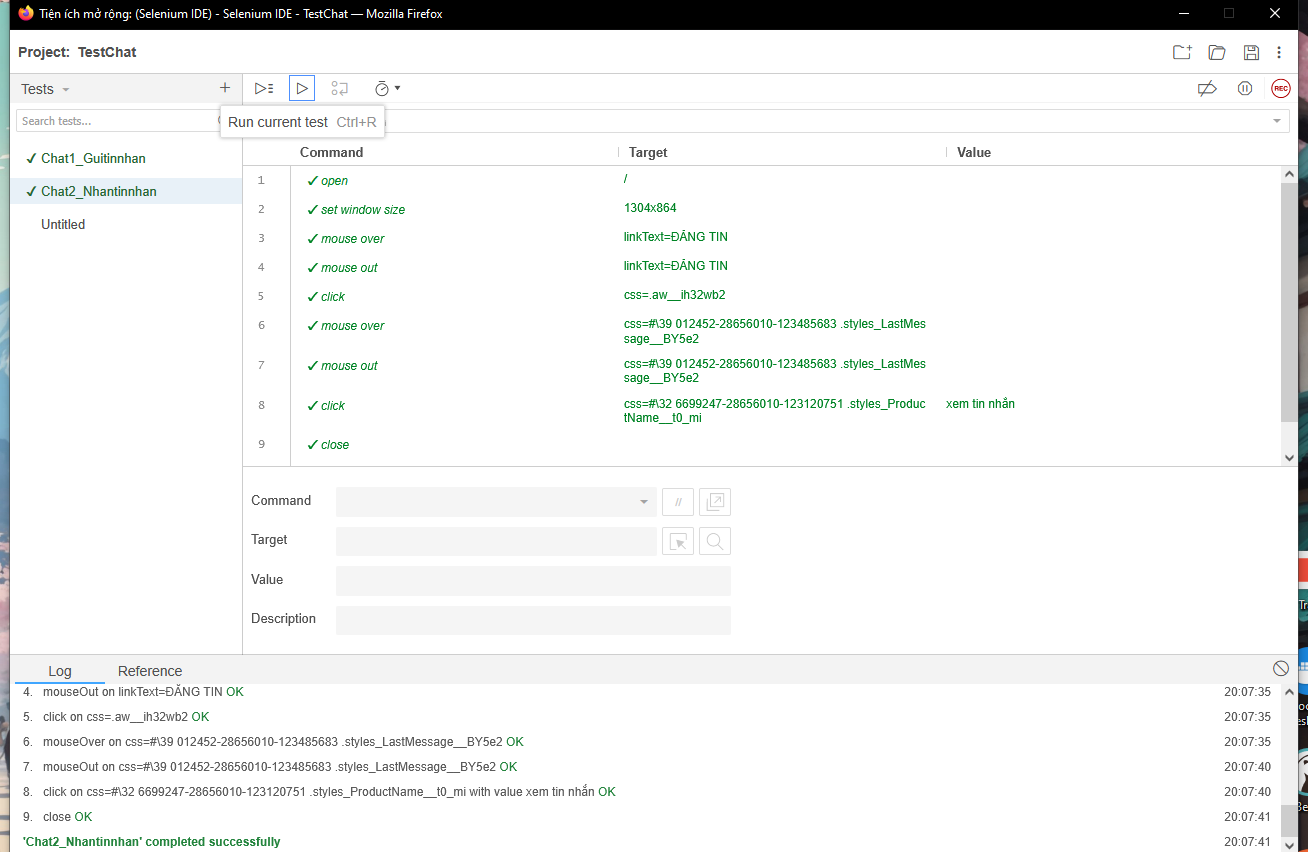 Tiện ích mở rộng: (Selenium IDE) - Selenium IDE - TestChat — Mozilla Firefox
Project: TestChat
Tests
REC
Search tests...
Run current test Ctrl+R
Command Target Value
✓ Chat1_Guitinnhan
✓ Chat2_Nhantinnhan
Untitled
1 ✓ open /
2 ✓ set window size 1304x864
3 ✓ mouse over linkText=ĐĂNG TIN
4 ✓ mouse out linkText=ĐĂNG TIN
5 ✓ click css=.aw__ih32wb2
6 ✓ mouse over css=#\39 012452-28656010-123485683 .styles_LastMes
sage__BY5e2
7 ✓ mouse out css=#\39 012452-28656010-123485683 .styles_LastMes
sage__BY5e2
8 ✓ click css=#\32 6699247-28656010-123120751 .styles_Produc xem tin nhắn
tName__t0_mi
9 ✓ close
Command
//
Target
Value
Description
Log Reference
4. mouseOut on linkText=ĐĂNG TIN OK 20:07:35
5. click on css=.aw__ih32wb2 OK 20:07:35
6. mouseOver on css=#\39 012452-28656010-123485683 .styles_LastMessage__BY5e2 OK 20:07:35
7. mouseOut on css=#\39 012452-28656010-123485683 .styles_LastMessage__BY5e2 OK 20:07:40
8. click on css=#\32 6699247-28656010-123120751 .styles_ProductName__t0_mi with value xem tin nhắn OK 20:07:40
9. close OK 20:07:41
'Chat2_Nhantinnhan' completed successfully 20:07:41